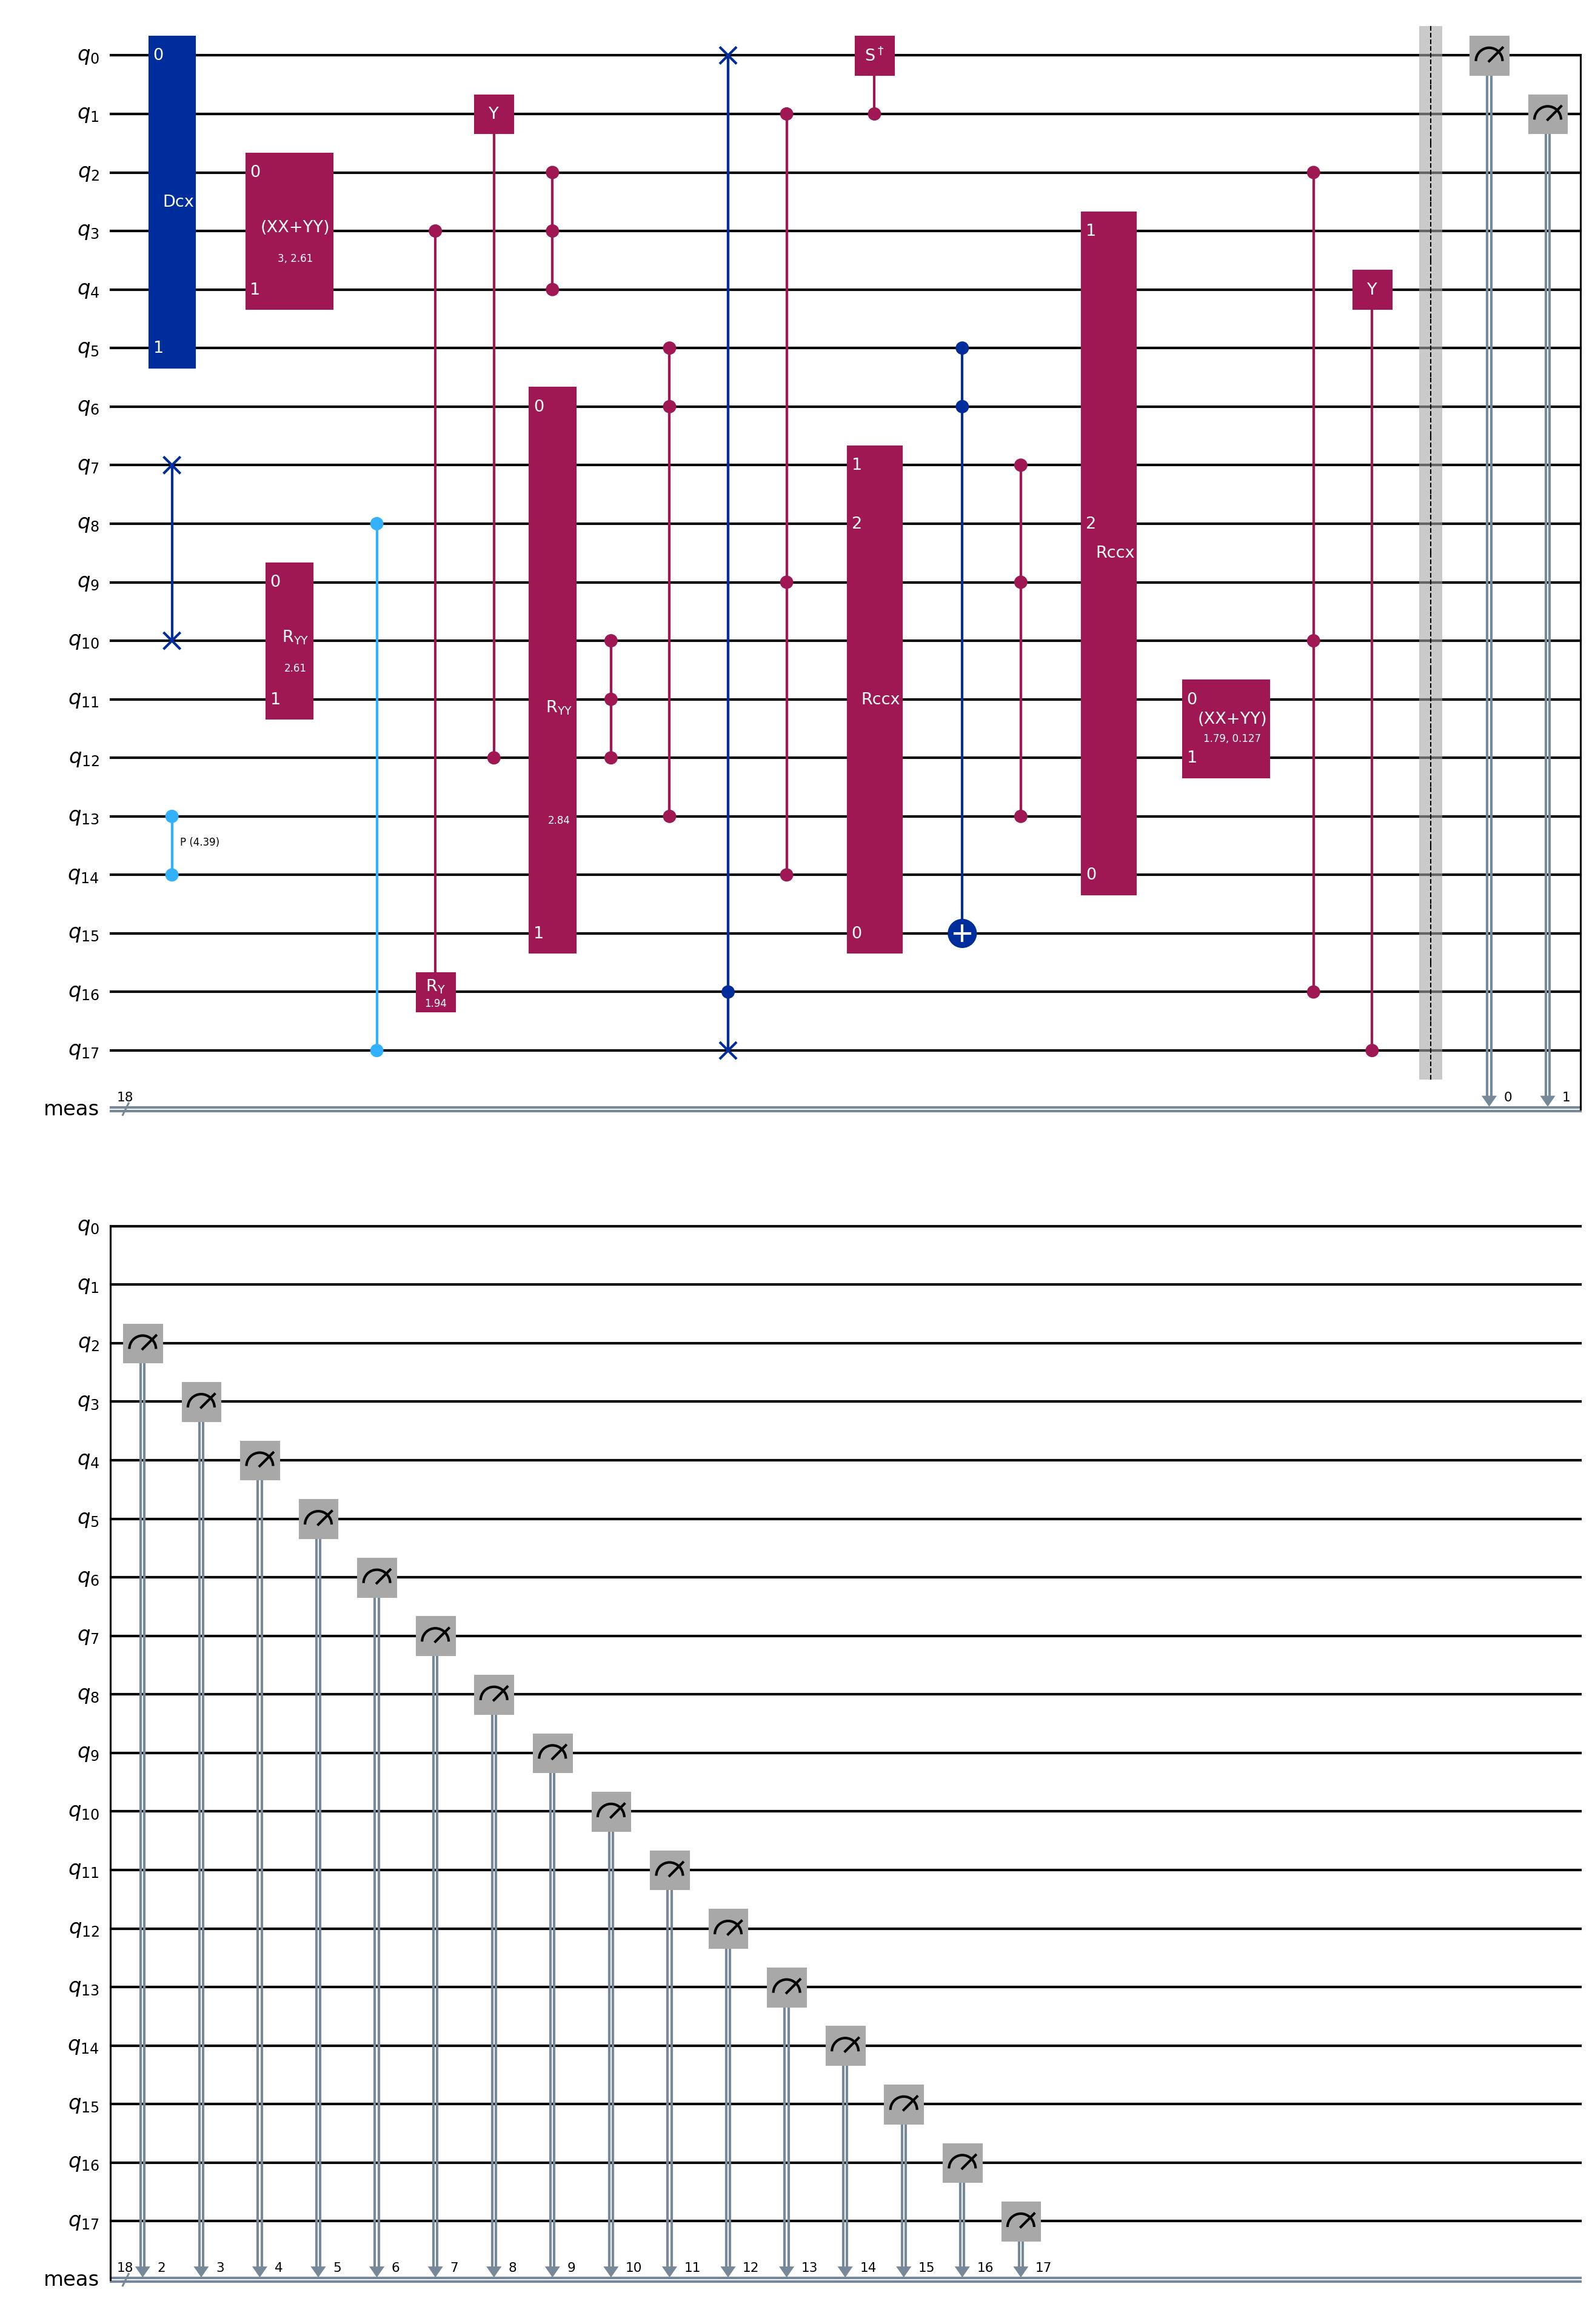 q0 0 S†
q1 Y
q2 0
Dcx
q3 (XX+YY) 1
3, 2.61
q4 1 Y
q5 1
q6 0
q7 1
q8 2 2
Rccx
q9 0
q10 RYY
2.61
q11 1 RYY Rccx 0
(XX+YY)
1.79, 0.127
q12 1
q13 2.84
P (4.39)
q14 0
q15 1 0
q16 RY
1.94
q17
18 0 1
meas
q0
q1
q2
q3
q4
q5
q6
q7
q8
q9
q10
q11
q12
q13
q14
q15
q16
q17
18 2 3 4 5 6 7 8 9 10 11 12 13 14 15 16 17
meas